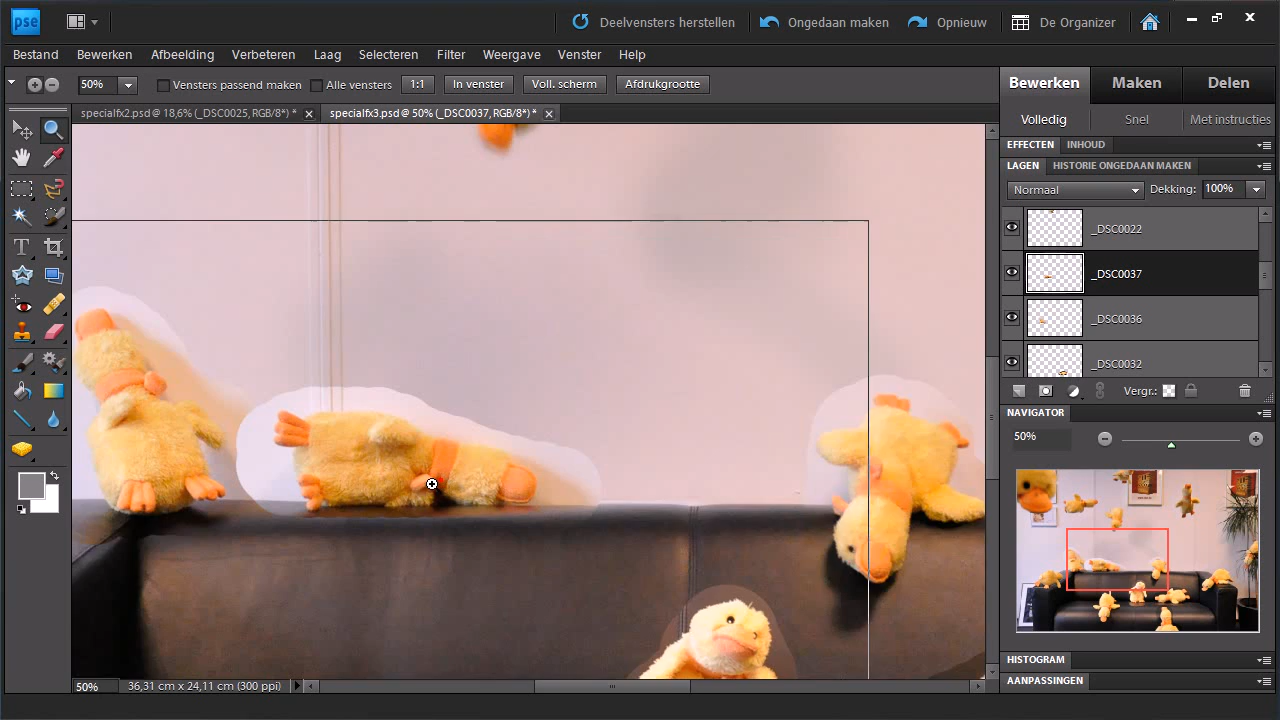 pse Deelvensters herstellen Ongedaan maken Opnieuw De Organizer
Bestand Bewerken Afbeelding Verbeteren Laag Selecteren Filter Weergave Venster Help
50% Vensters passend maken Alle vensters 1:1 In venster Voll. scherm Afdrukgrootte
Bewerken Maken Delen
specialfx2.psd @ 18,6% (_DSC0025, RGB/8*) * specialfx3.psd @ 50% (_DSC0037, RGB/8*) *
Volledig Snel Met instructies
EFFECTEN INHOUD
LAGEN HISTORIE ONGEDAAN MAKEN
Normaal Dekking: 100%
_DSC0022
_DSC0037
_DSC0036
_DSC0032
Vergr.:
NAVIGATOR
50%
HISTOGRAM
AANPASSINGEN
50% 36,31 cm x 24,11 cm (300 ppi)